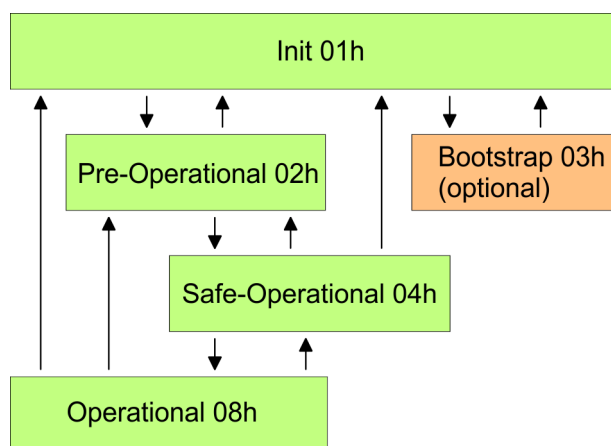 Init 01h
Pre-Operational 02h
Bootstrap 03h
(optional)
Safe-Operational 04h
Operational 08h